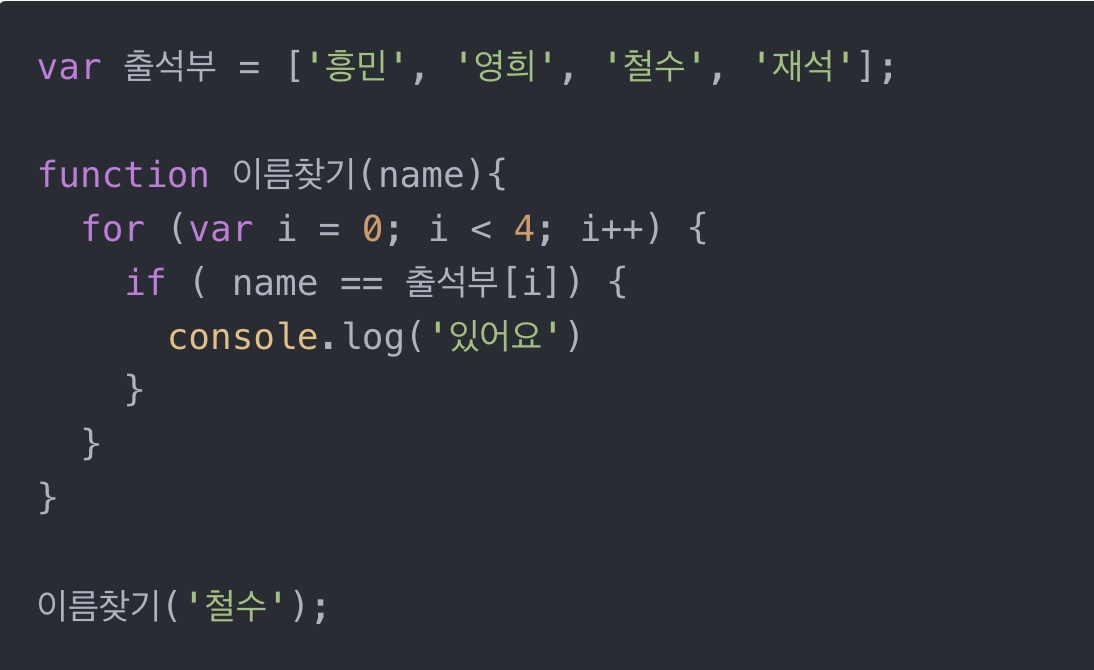 var 출석부 = ['흥민', '영희', '철수', '재석'];
function 이름찾기(name){
for (var i = 0; i < 4; i++) {
if ( name == 출석부[i]) {
console.log('있어요')
}
}
}
이름찾기('철수');